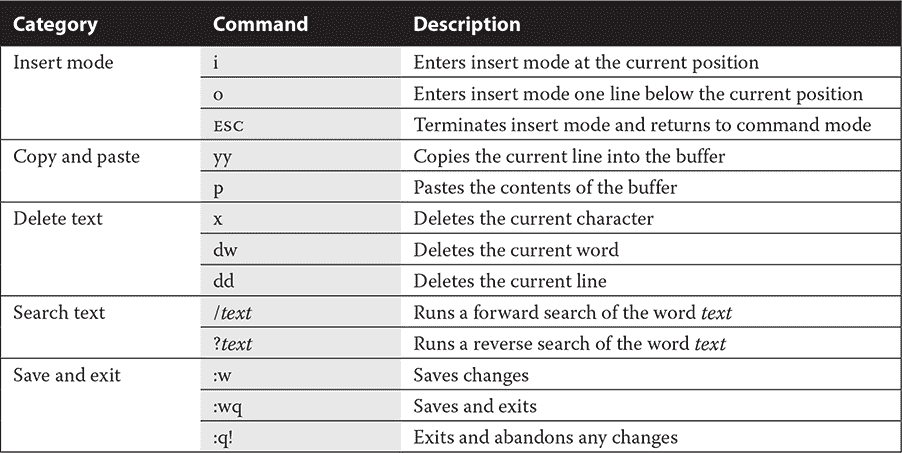 Category Command Description
Insert mode i Enters insert mode at the current position
o Enters insert mode one line below the current position
ESC Terminates insert mode and returns to command mode
Copy and paste yy Copies the current line into the buffer
p Pastes the contents of the buffer
Delete text x Deletes the current character
dw Deletes the current word
dd Deletes the current line
Search text /text Runs a forward search of the word text
?text Runs a reverse search of the word text
Save and exit :w Saves changes
:wq Saves and exits
:q! Exits and abandons any changes